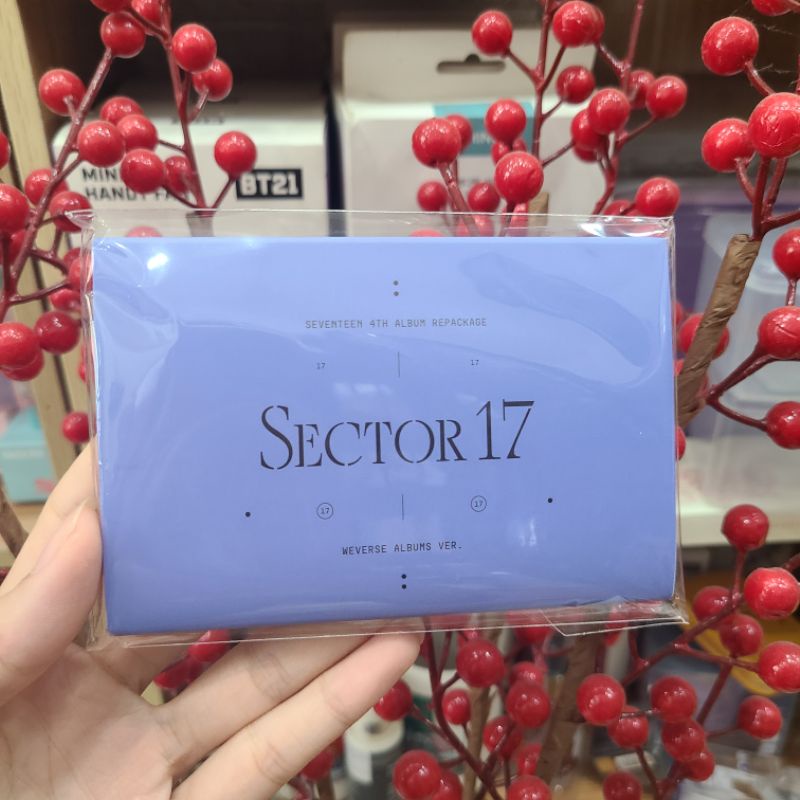 MINI
HANDY FA
BT21
SEVENTEEN 4TH ALBUM REPACKAGE
17 17
SECTOR 17
17 17
WEVERSE ALBUMS VER.